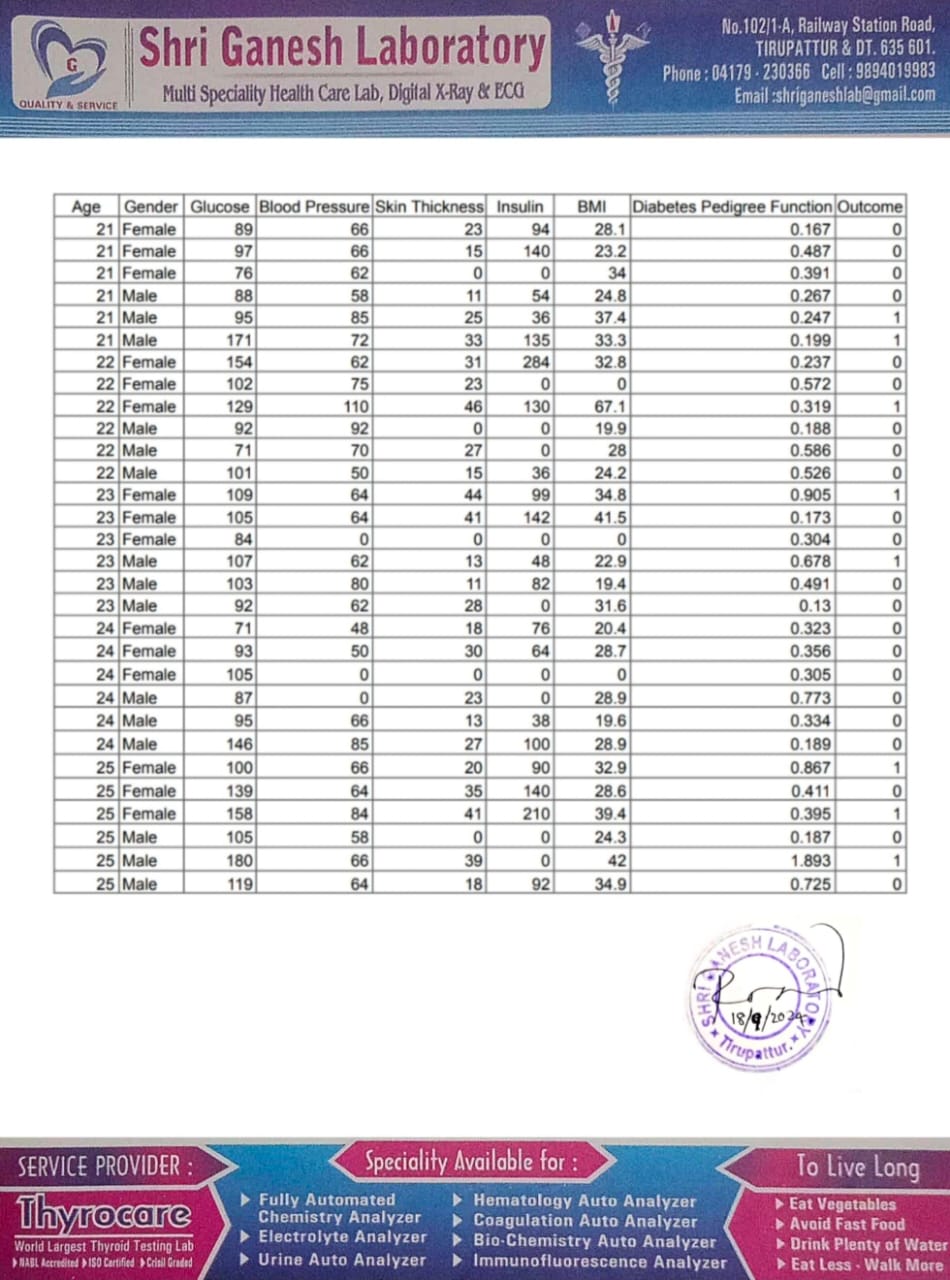 G
QUALITY & SERVICE
Shri Ganesh Laboratory
Multi Speciality Health Care Lab, Digital X-Ray & ECG
No.102/1-A, Railway Station Road,
TIRUPATTUR & DT. 635 601.
Phone : 04179 - 230366 Cell : 9894019983
Email :shriganeshlab@gmail.com
Age Gender Glucose Blood Pressure Skin Thickness Insulin BMI Diabetes Pedigree Function Outcome
21 Female 89 66 23 94 28.1 0.167 0
21 Female 97 66 15 140 23.2 0.487 0
21 Female 76 62 0 0 34 0.391 0
21 Male 88 58 11 54 24.8 0.267 0
21 Male 95 85 25 36 37.4 0.247 1
21 Male 171 72 33 135 33.3 0.199 1
22 Female 154 62 31 284 32.8 0.237 0
22 Female 102 75 23 0 0 0.572 0
22 Female 129 110 46 130 67.1 0.319 1
22 Male 92 92 0 0 19.9 0.188 0
22 Male 71 70 27 0 28 0.586 0
22 Male 101 50 15 36 24.2 0.526 0
23 Female 109 64 44 99 34.8 0.905 1
23 Female 105 64 41 142 41.5 0.173 0
23 Female 84 0 0 0 0 0.304 0
23 Male 107 62 13 48 22.9 0.678 1
23 Male 103 80 11 82 19.4 0.491 0
23 Male 92 62 28 0 31.6 0.13 0
24 Female 71 48 18 76 20.4 0.323 0
24 Female 93 50 30 64 28.7 0.356 0
24 Female 105 0 0 0 0 0.305 0
24 Male 87 0 23 0 28.9 0.773 0
24 Male 95 66 13 38 19.6 0.334 0
24 Male 146 85 27 100 28.9 0.189 0
25 Female 100 66 20 90 32.9 0.867 1
25 Female 139 64 35 140 28.6 0.411 0
25 Female 158 84 41 210 39.4 0.395 1
25 Male 105 58 0 0 24.3 0.187 0
25 Male 180 66 39 0 42 1.893 1
25 Male 119 64 18 92 34.9 0.725 0
SHRI GANESH LABORATORY
18/9/2024
Tirupattur.
SERVICE PROVIDER :
Thyrocare
World Largest Thyroid Testing Lab
NABL Accredited ISO Certified Crisil Graded
Speciality Available for :
Fully Automated
Chemistry Analyzer
Electrolyte Analyzer
Urine Auto Analyzer
Hematology Auto Analyzer
Coagulation Auto Analyzer
Bio-Chemistry Auto Analyzer
Immunofluorescence Analyzer
To Live Long
Eat Vegetables
Avoid Fast Food
Drink Plenty of Water
Eat Less - Walk More